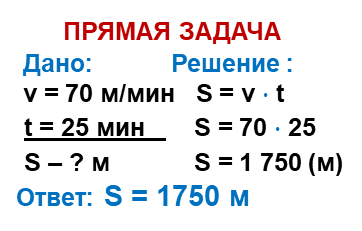 ПРЯМАЯ ЗАДАЧА
Дано: Решение :
v = 70 м/мин S = v · t
t = 25 мин S = 70 · 25
S – ? м S = 1 750 (м)
Ответ: S = 1750 м